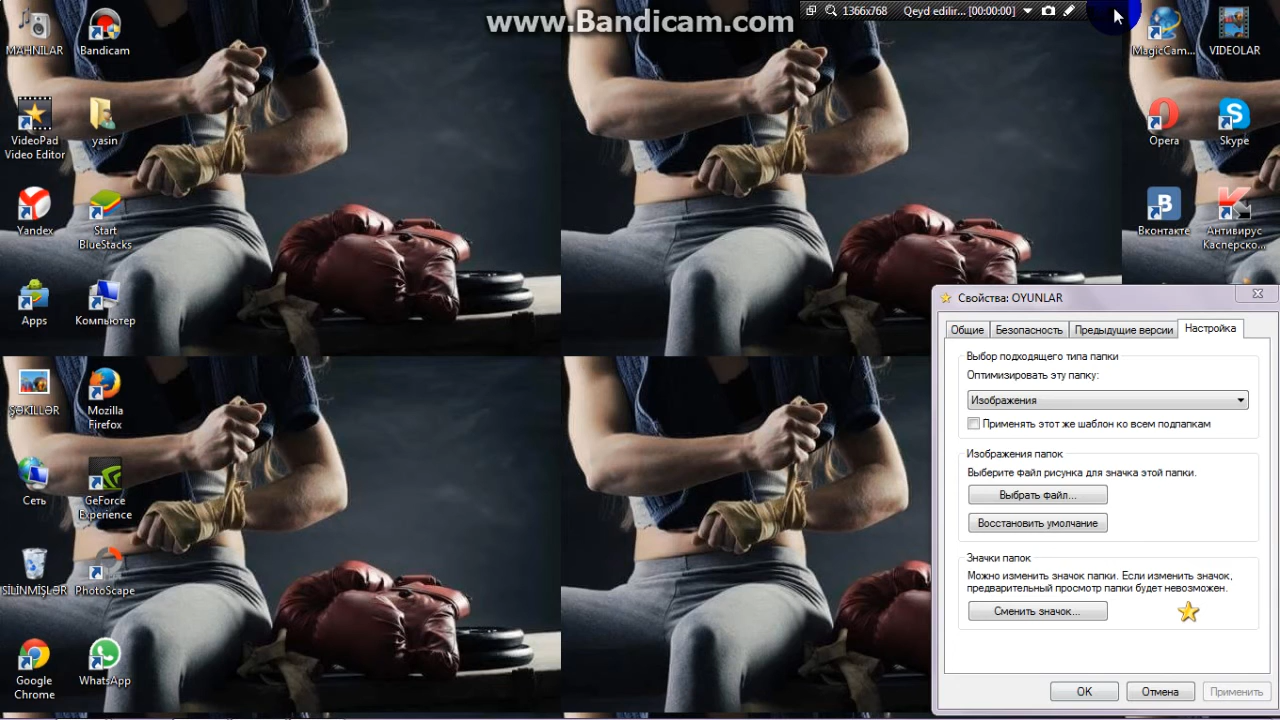 www.Bandicam.com
1366x768 Qeyd edilir... [00:00:00]
MAHNILAR
Bandicam
MagicCam...
VIDEOLAR
VideoPad
Video Editor
yasin
Opera
Skype
Yandex
Start
BlueStacks
Вконтакте
Антивирус
Касперско...
Apps
Компьютер
ŞƏKİLLƏR
Mozilla
Firefox
Сеть
GeForce
Experience
SİLİNMİŞLƏR
PhotoScape
Google
Chrome
WhatsApp
Свойства: OYUNLAR
Общие Безопасность Предыдущие версии Настройка
Выбор подходящего типа папки
Оптимизировать эту папку:
Изображения
Применять этот же шаблон ко всем подпапкам
Изображения папок
Выберите файл рисунка для значка этой папки.
Выбрать файл...
Восстановить умолчание
Значки папок
Можно изменить значок папки. Если изменить значок,
предварительный просмотр папки будет невозможен.
Сменить значок...
OK Отмена Применить